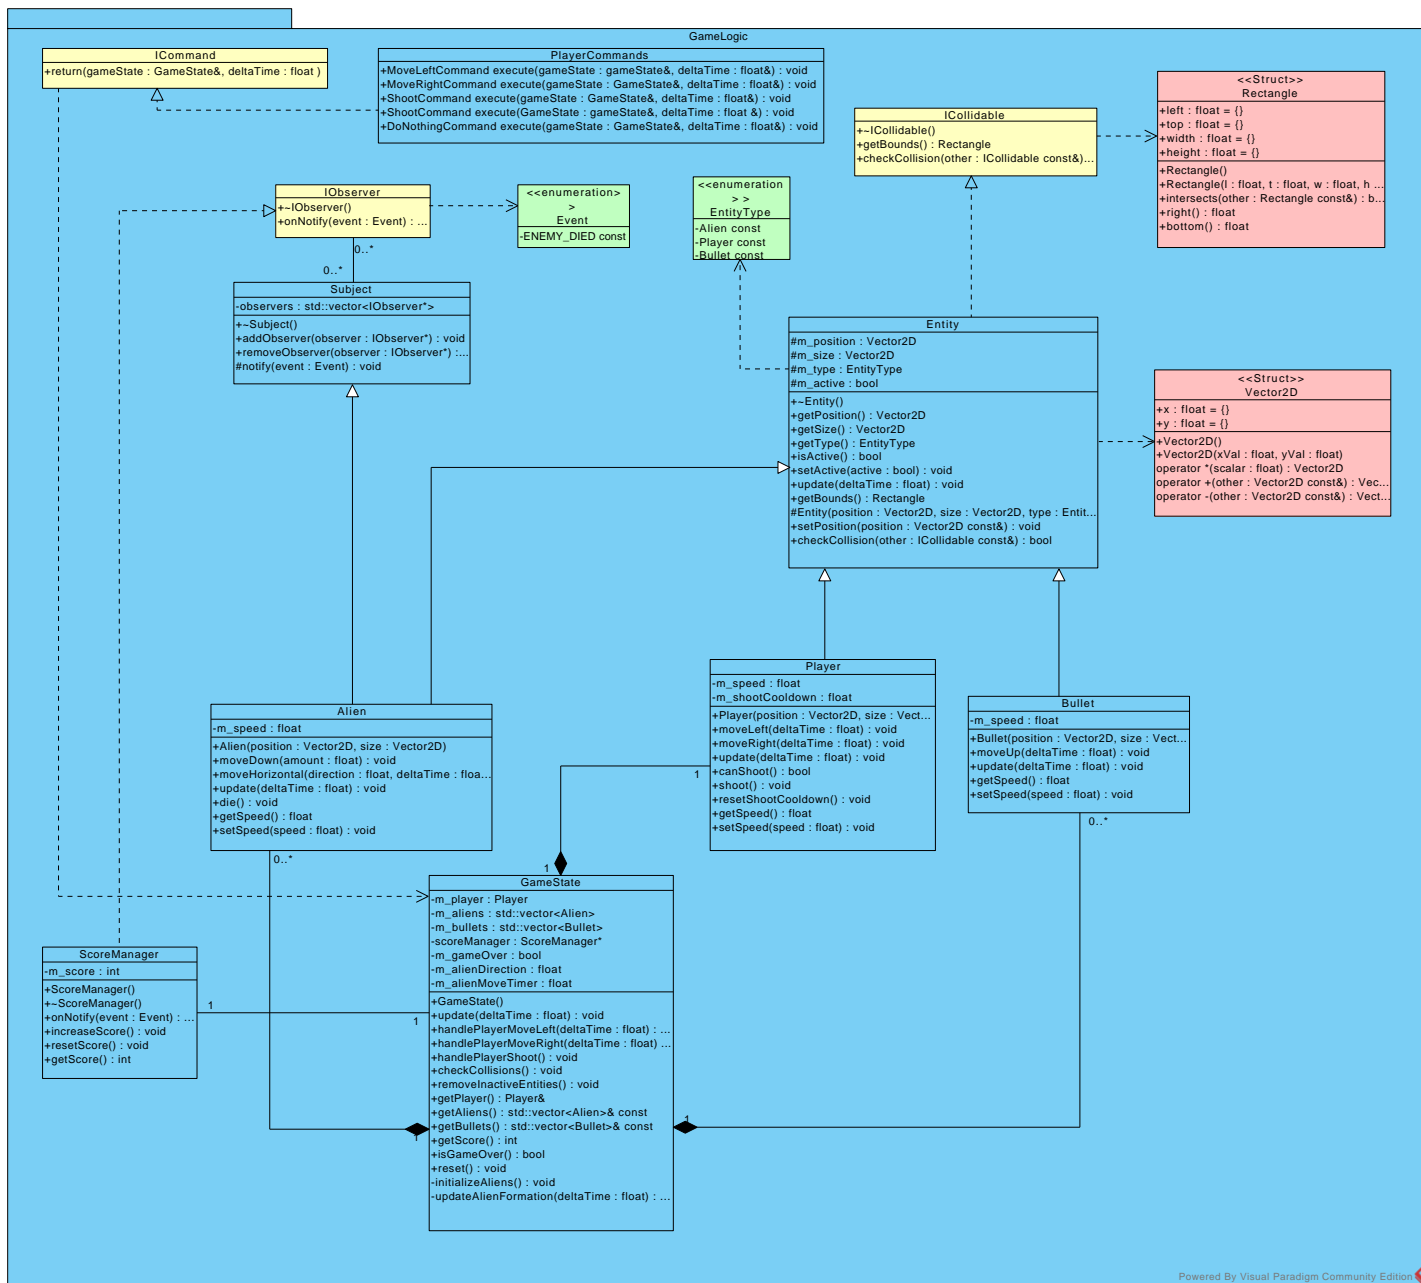 GameLogic
ICommand
+return(gameState : GameState&, deltaTime : float )
PlayerCommands
+MoveLeftCommand execute(gameState : gameState&, deltaTime : float&) : void
+MoveRightCommand execute(gameState : GameState&, deltaTime : float&) : void
+ShootCommand execute(gameState : GameState&, deltaTime : float&) : void
+ShootCommand execute(GameState : gameState&, deltaTime : float &) : void
+DoNothingCommand execute(gameState : GameState&, deltaTime : float&) : void
ICollidable
+~ICollidable()
+getBounds() : Rectangle
+checkCollision(other : ICollidable const&)...
<<Struct>>
Rectangle
+left : float = {}
+top : float = {}
+width : float = {}
+height : float = {}
+Rectangle()
+Rectangle(l : float, t : float, w : float, h ...
+intersects(other : Rectangle const&) : b...
+right() : float
+bottom() : float
IObserver
+~IObserver()
+onNotify(event : Event) : ...
<<enumeration>
>
Event
-ENEMY_DIED const
<<enumeration
> >
EntityType
-Alien const
-Player const
-Bullet const
0..*
0..*
Subject
-observers : std::vector<IObserver*>
+~Subject()
+addObserver(observer : IObserver*) : void
+removeObserver(observer : IObserver*) :...
#notify(event : Event) : void
Entity
#m_position : Vector2D
#m_size : Vector2D
#m_type : EntityType
#m_active : bool
+~Entity()
+getPosition() : Vector2D
+getSize() : Vector2D
+getType() : EntityType
+isActive() : bool
+setActive(active : bool) : void
+update(deltaTime : float) : void
+getBounds() : Rectangle
#Entity(position : Vector2D, size : Vector2D, type : Entit...
+setPosition(position : Vector2D const&) : void
+checkCollision(other : ICollidable const&) : bool
<<Struct>>
Vector2D
+x : float = {}
+y : float = {}
+Vector2D()
+Vector2D(xVal : float, yVal : float)
operator *(scalar : float) : Vector2D
operator +(other : Vector2D const&) : Vec...
operator -(other : Vector2D const&) : Vect...
Alien
-m_speed : float
+Alien(position : Vector2D, size : Vector2D)
+moveDown(amount : float) : void
+moveHorizontal(direction : float, deltaTime : floa...
+update(deltaTime : float) : void
+die() : void
+getSpeed() : float
+setSpeed(speed : float) : void
0..*
Player
-m_speed : float
-m_shootCooldown : float
+Player(position : Vector2D, size : Vect...
+moveLeft(deltaTime : float) : void
+moveRight(deltaTime : float) : void
+update(deltaTime : float) : void
+canShoot() : bool
+shoot() : void
+resetShootCooldown() : void
+getSpeed() : float
+setSpeed(speed : float) : void
1
1
Bullet
-m_speed : float
+Bullet(position : Vector2D, size : Vect...
+moveUp(deltaTime : float) : void
+update(deltaTime : float) : void
+getSpeed() : float
+setSpeed(speed : float) : void
0..*
GameState
-m_player : Player
-m_aliens : std::vector<Alien>
-m_bullets : std::vector<Bullet>
-scoreManager : ScoreManager*
-m_gameOver : bool
-m_alienDirection : float
-m_alienMoveTimer : float
+GameState()
+update(deltaTime : float) : void
+handlePlayerMoveLeft(deltaTime : float) : ...
+handlePlayerMoveRight(deltaTime : float) ...
+handlePlayerShoot() : void
+checkCollisions() : void
+removeInactiveEntities() : void
+getPlayer() : Player&
+getAliens() : std::vector<Alien>& const
+getBullets() : std::vector<Bullet>& const
+getScore() : int
+isGameOver() : bool
+reset() : void
-initializeAliens() : void
-updateAlienFormation(deltaTime : float) : ...
ScoreManager
-m_score : int
+ScoreManager()
+~ScoreManager()
+onNotify(event : Event) : ...
+increaseScore() : void
+resetScore() : void
+getScore() : int
1
1
1
1
Powered By Visual Paradigm Community Edition